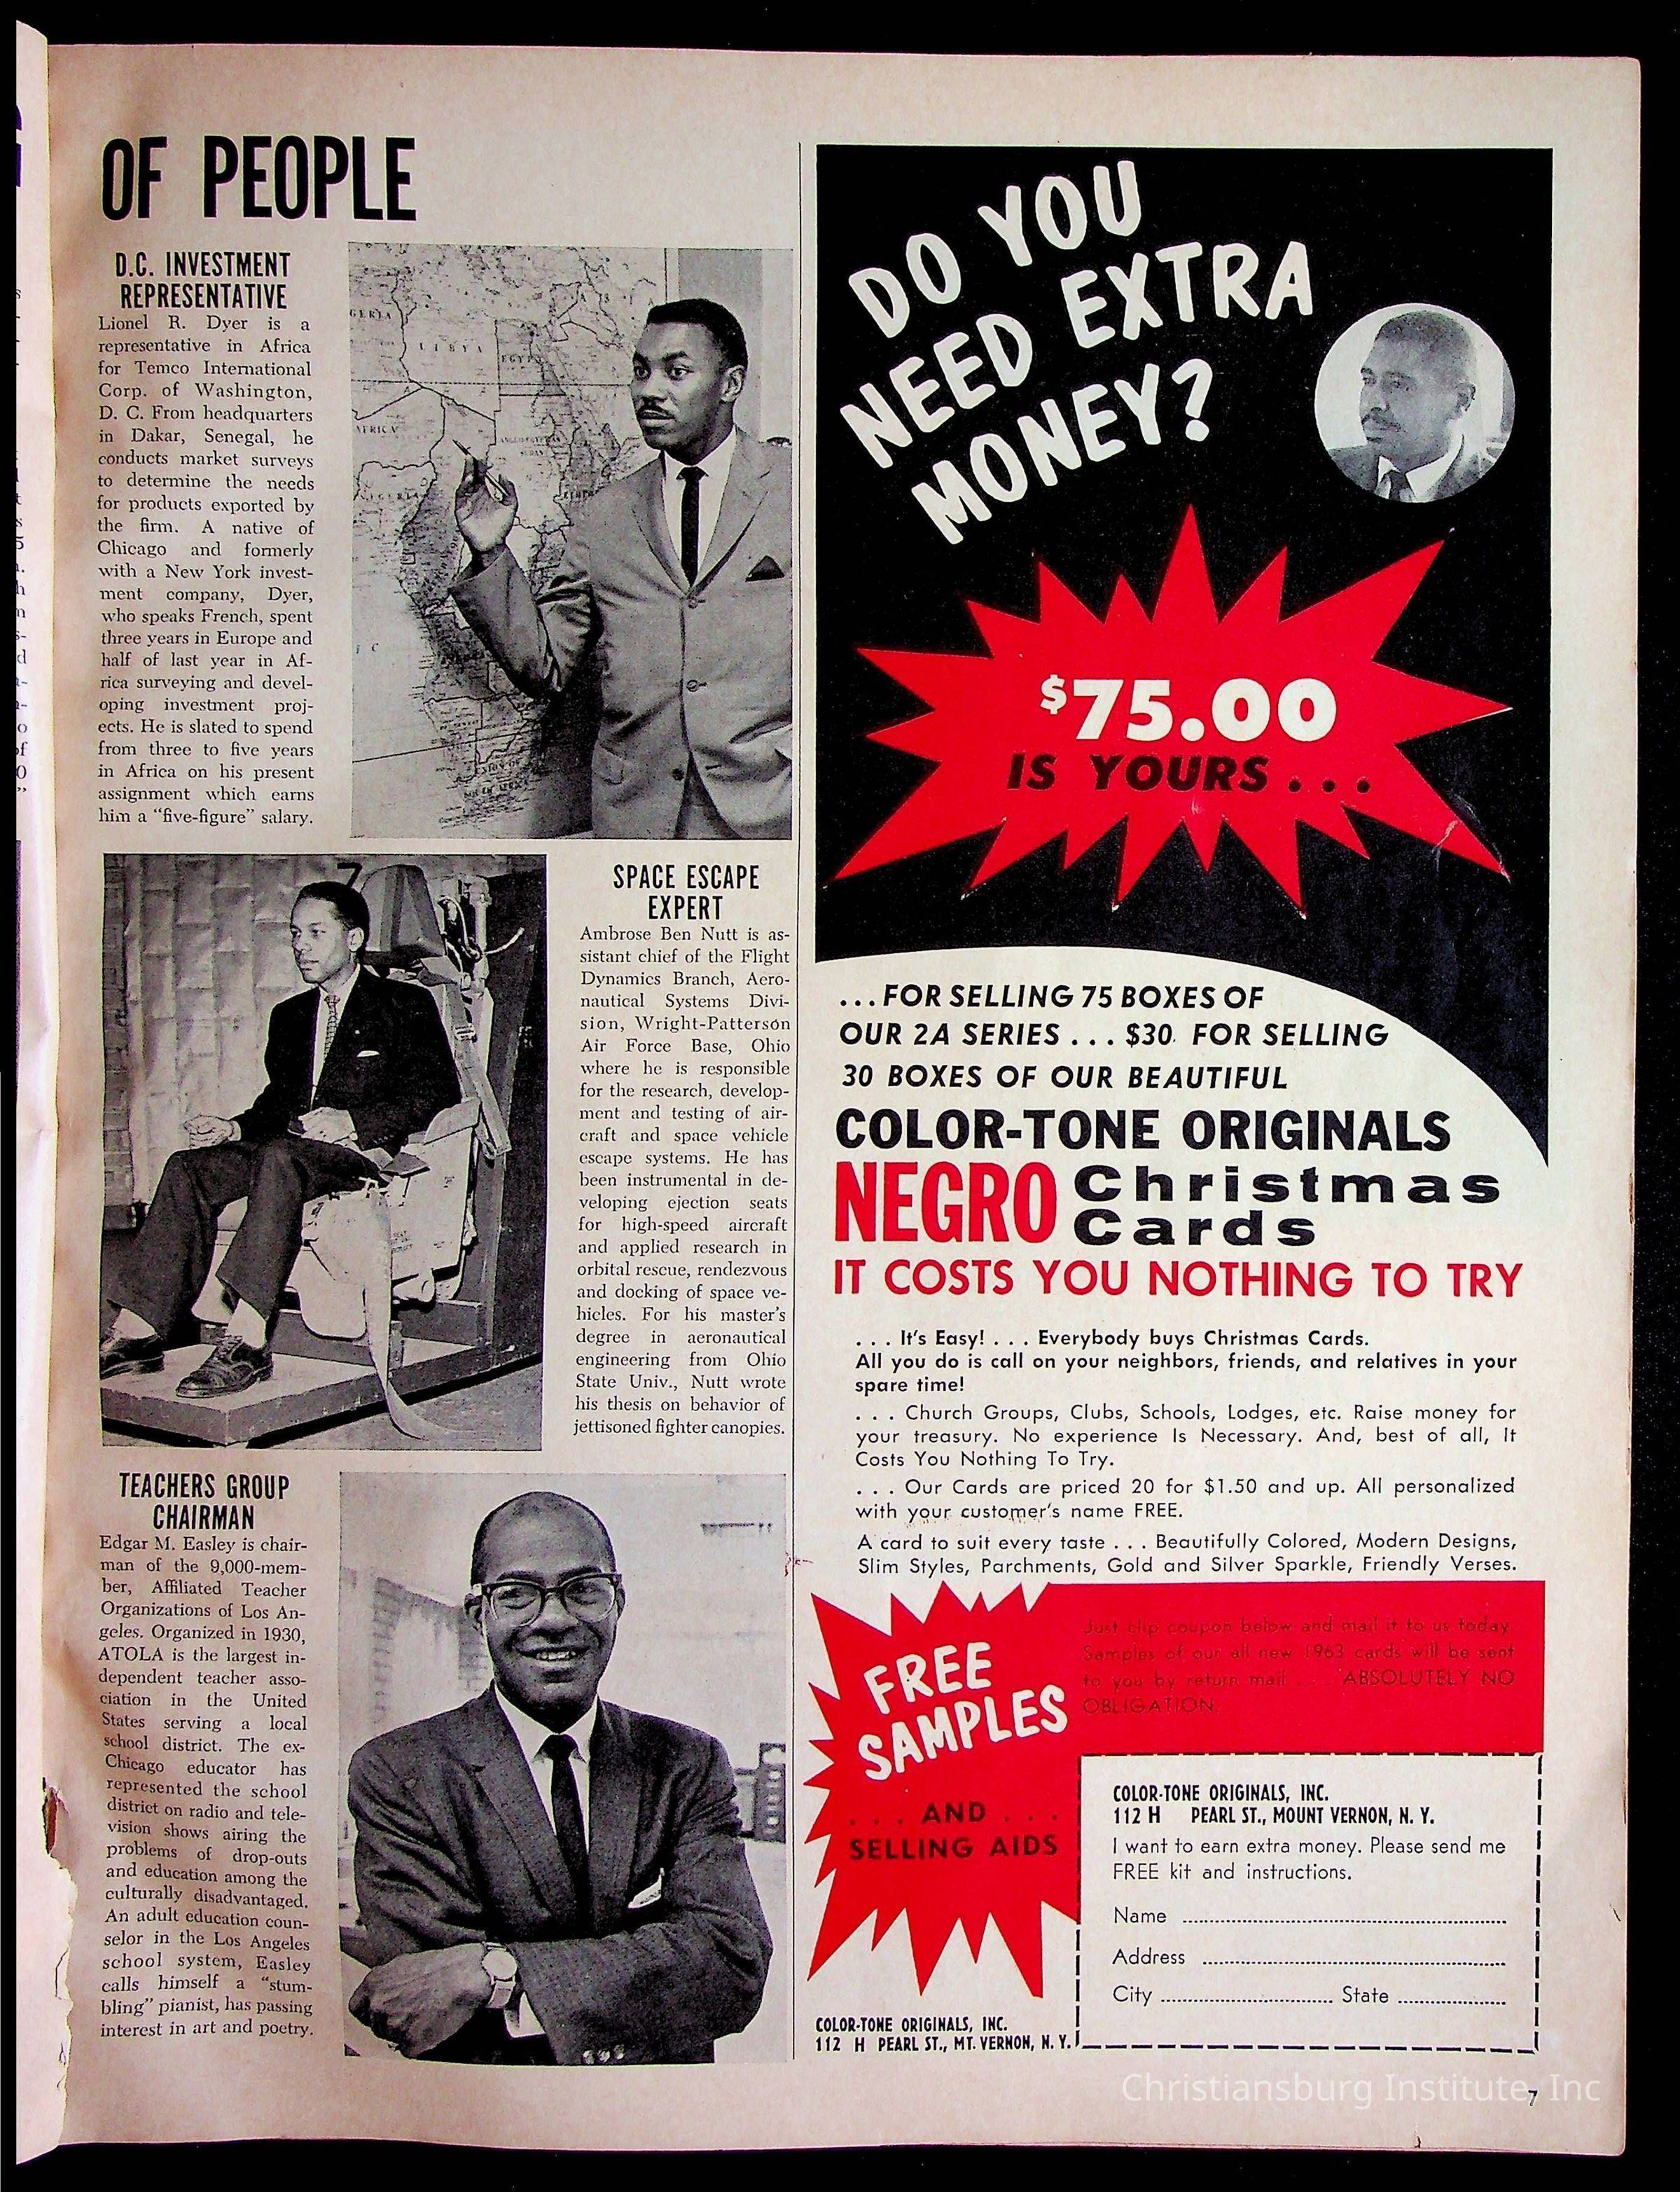 OF PEOPLE
D.C. INVESTMENT
REPRESENTATIVE
Lionel R. Dyer is a
representative in Africa
for Temco International
Corp. of Washington,
D. C. From headquarters
in Dakar, Senegal, he
conducts market surveys
to determine the needs
for products exported by
the firm. A native of
Chicago and formerly
with a New York invest-
ment company, Dyer,
who speaks French, spent
three years in Europe and
half of last year in Af-
rica surveying and devel-
oping investment proj-
ects. He is slated to spend
from three to five years
in Africa on his present
assignment which earns
him a "five-figure" salary.
LIBYA
EGYPT
SPACE ESCAPE
EXPERT
Ambrose Ben Nutt is as-
sistant chief of the Flight
Dynamics Branch, Aero-
nautical Systems Divi-
sion, Wright-Patterson
Air Force Base, Ohio
where he is responsible
for the research, develop-
ment and testing of air-
craft and space vehicle
escape systems. He has
been instrumental in de-
veloping ejection seats
for high-speed aircraft
and applied research in
orbital rescue, rendezvous
and docking of space ve-
hicles. For his master's
degree in aeronautical
engineering from Ohio
State Univ., Nutt wrote
his thesis on behavior of
jettisoned fighter canopies.
TEACHERS GROUP
CHAIRMAN
Edgar M. Easley is chair-
man of the 9,000-mem-
ber, Affiliated Teacher
Organizations of Los An-
geles. Organized in 1930,
ATOLA is the largest in-
dependent teacher asso-
ciation in the United
States serving a local
school district. The ex-
Chicago educator has
represented the school
district on radio and tele-
vision shows airing the
problems of drop-outs
and education among the
culturally disadvantaged.
An adult education coun-
selor in the Los Angeles
school system, Easley
calls himself a "stum-
bling" pianist, has passing
interest in art and poetry.
DO YOU
NEED EXTRA
MONEY?
$75.00
IS YOURS...
...FOR SELLING 75 BOXES OF
OUR 2A SERIES ... $30. FOR SELLING
30 BOXES OF OUR BEAUTIFUL
COLOR-TONE ORIGINALS
NEGRO Christmas
Cards
IT COSTS YOU NOTHING TO TRY
. . . It's Easy! . . . Everybody buys Christmas Cards.
All you do is call on your neighbors, friends, and relatives in your
spare time!
. . . Church Groups, Clubs, Schools, Lodges, etc. Raise money for
your treasury. No experience Is Necessary. And, best of all, It
Costs You Nothing To Try.
. . . Our Cards are priced 20 for $1.50 and up. All personalized
with your customer's name FREE.
A card to suit every taste . . . Beautifully Colored, Modern Designs,
Slim Styles, Parchments, Gold and Silver Sparkle, Friendly Verses.
FREE
SAMPLES
. . . AND . . .
SELLING AIDS
Just clip coupon below and mail it to us today.
Samples of our all new 1963 cards will be sent
to you by return mail . . . ABSOLUTELY NO
OBLIGATION.
COLOR-TONE ORIGINALS, INC.
112 H PEARL ST., MOUNT VERNON, N. Y.
I want to earn extra money. Please send me
FREE kit and instructions.
Name
Address
City State
COLOR-TONE ORIGINALS, INC.
112 H PEARL ST., MT. VERNON, N. Y.
Christiansburg Institute, Inc
7